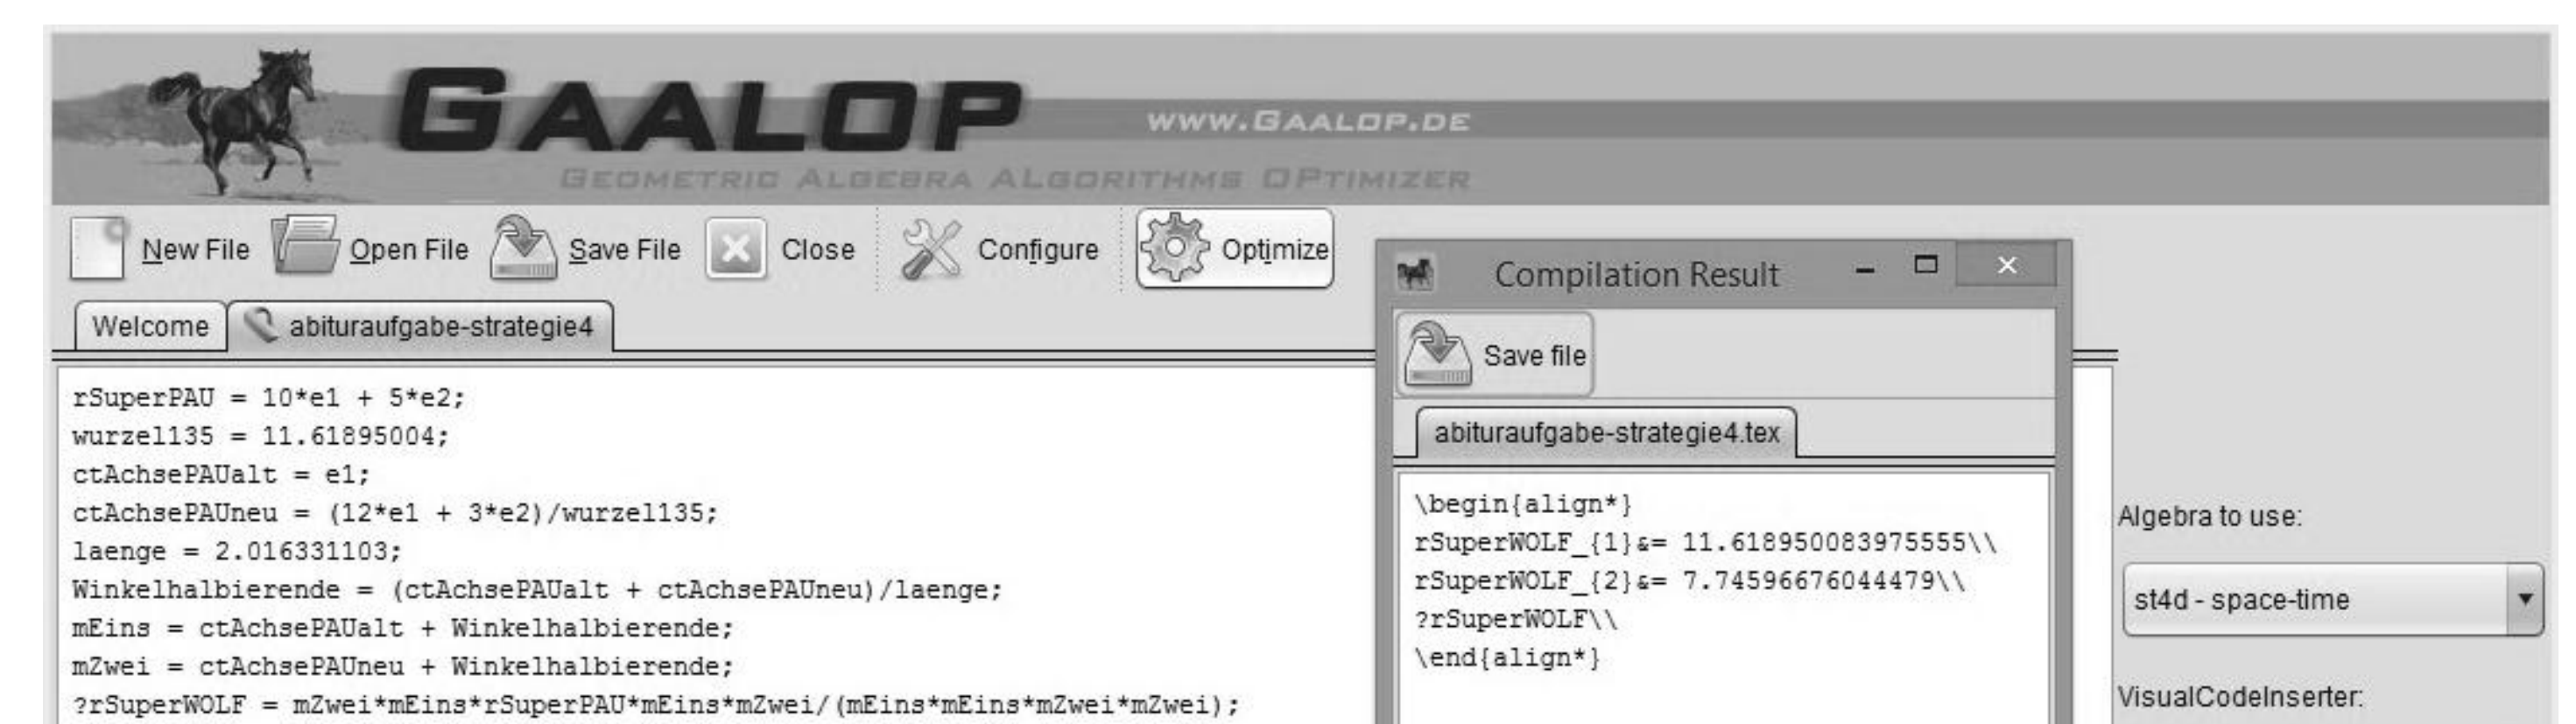 GAALOP
WWW.GAALOP.DE
GEOMETRIC ALGEBRA ALGORITHMS OPTIMIZER
New File Open File Save File Close Configure Optimize
Welcome abituraufgabe-strategie4
rSuperPAU = 10*e1 + 5*e2;
wurzel135 = 11.61895004;
ctAchsePAUalt = e1;
ctAchsePAUneu = (12*e1 + 3*e2)/wurzel135;
laenge = 2.016331103;
Winkelhalbierende = (ctAchsePAUalt + ctAchsePAUneu)/laenge;
mEins = ctAchsePAUalt + Winkelhalbierende;
mZwei = ctAchsePAUneu + Winkelhalbierende;
?rSuperWOLF = mZwei*mEins*rSuperPAU*mEins*mZwei/(mEins*mEins*mZwei*mZwei);
Compilation Result
Save file
abituraufgabe-strategie4.tex
\begin{align*}
rSuperWOLF_{1}&= 11.618950083975555\\
rSuperWOLF_{2}&= 7.74596676044479\\
?rSuperWOLF\\
\end{align*}
Algebra to use:
st4d - space-time
VisualCodeInserter: